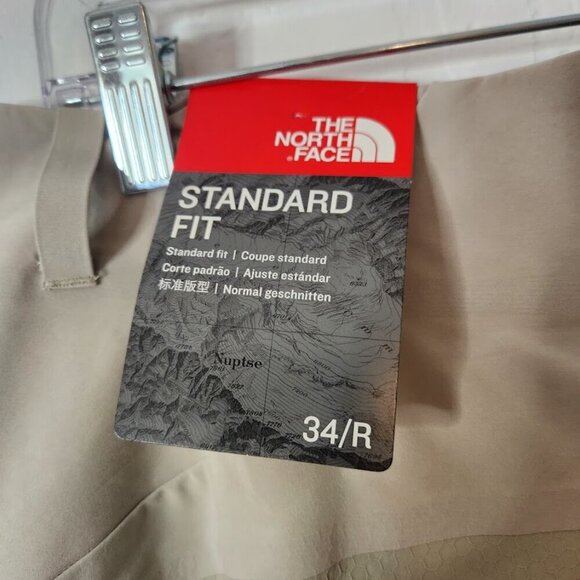 THE
NORTH
FACE
STANDARD
FIT
Standard fit | Coupe standard
Corte padrão | Ajuste estándar
标准版型 | Normal geschnitten
Nuptse
34/R